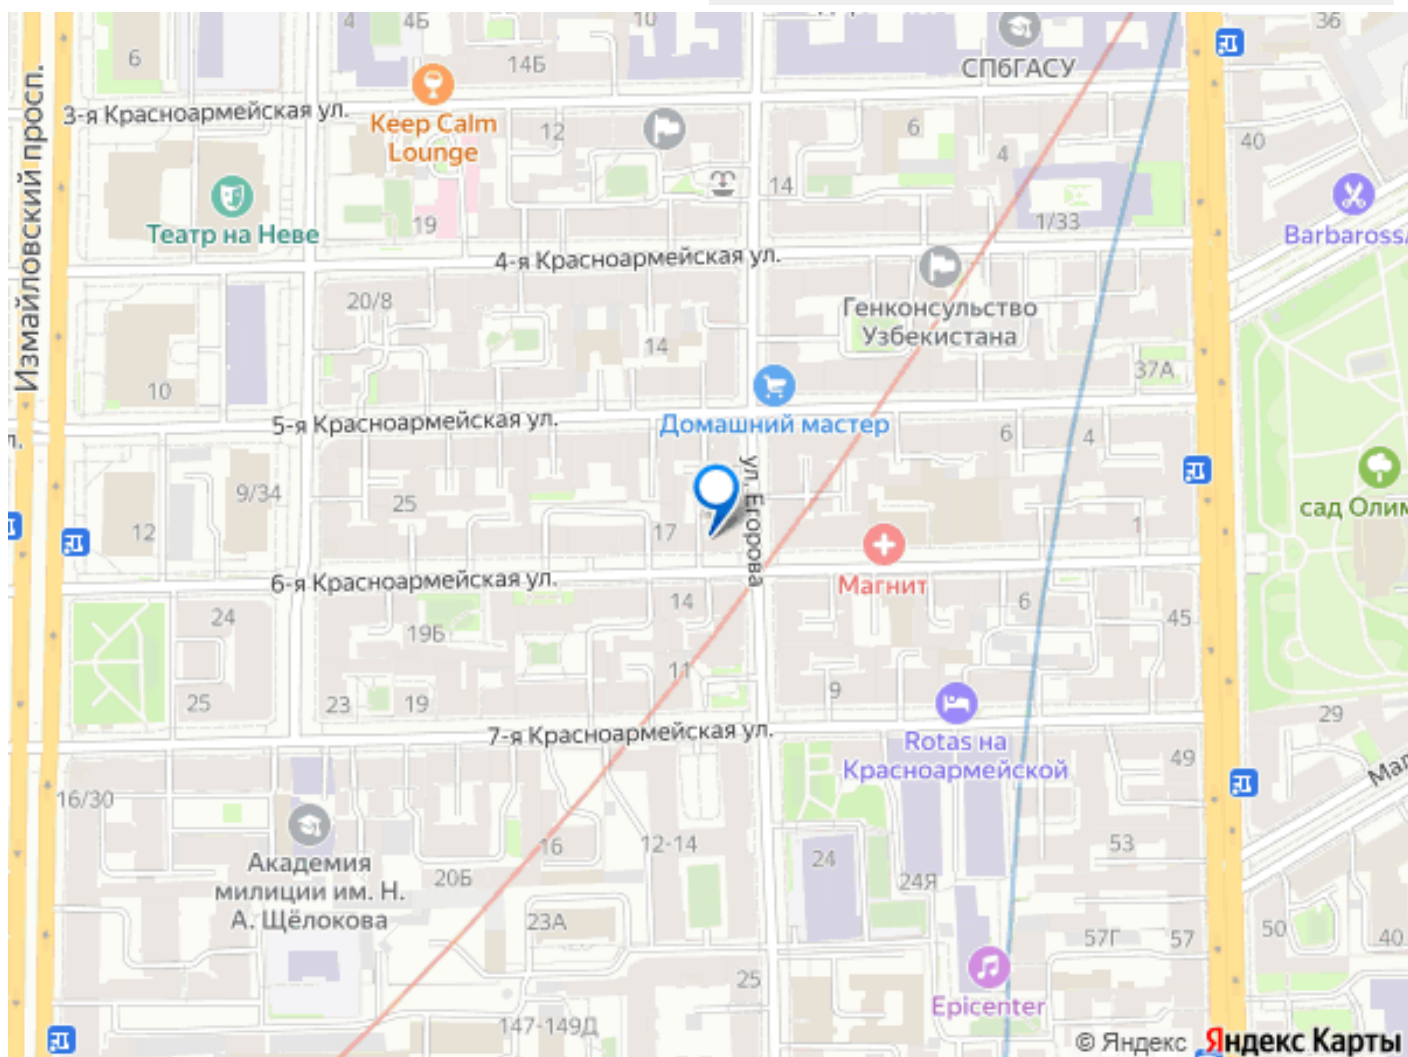 4
4Б
10
36
6
14Б
СПбГАСУ
3-я Красноармейская ул.
Keep Calm
Lounge
12
6
4
40
Измайловский просп.
14
19
1/33
Театр на Неве
Barbaross
4-я Красноармейская ул.
20/8
Генконсульство
Узбекистана
14
10
37А
5-я Красноармейская ул.
Домашний мастер
6
4
9/34
25
ул. Егорова
сад Олим
12
17
1
6-я Красноармейская ул.
Магнит
24
19Б
14
6
45
11
25
23
19
9
29
7-я Красноармейская ул.
Rotas на
Красноармейской
49
Маг
16/30
Академия
милиции им. Н.
А. Щёлокова
16
12-14
24
53
20Б
24Я
23А
57Г
57
50
40
25
Epicenter
147-149Д
© Яндекс Яндекс Карты